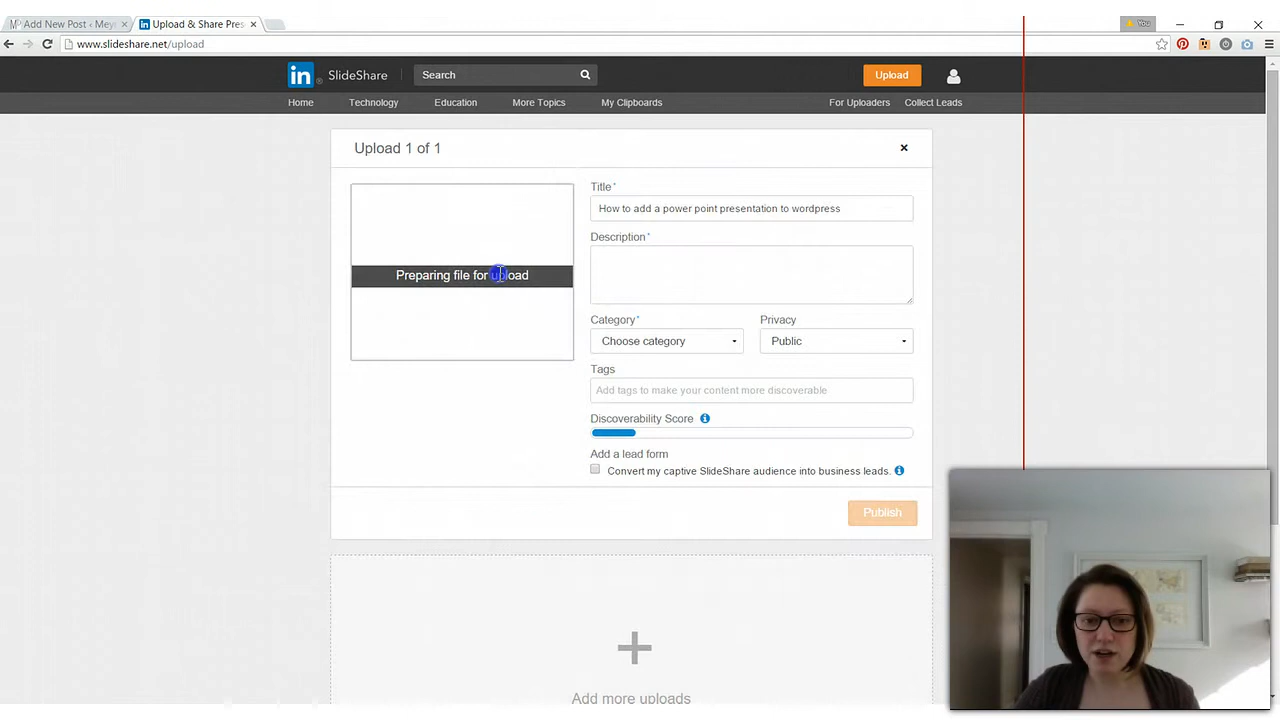 Add New Post ‹ Mey
Upload & Share Pres
You
www.slideshare.net/upload
in SlideShare
Search
Upload
Home Technology Education More Topics My Clipboards For Uploaders Collect Leads
Upload 1 of 1
Title*
How to add a power point presentation to wordpress
Description*
Preparing file for upload
Category* Privacy
Choose category Public
Tags
Add tags to make your content more discoverable
Discoverability Score
Add a lead form
Convert my captive SlideShare audience into business leads.
Publish
Add more uploads